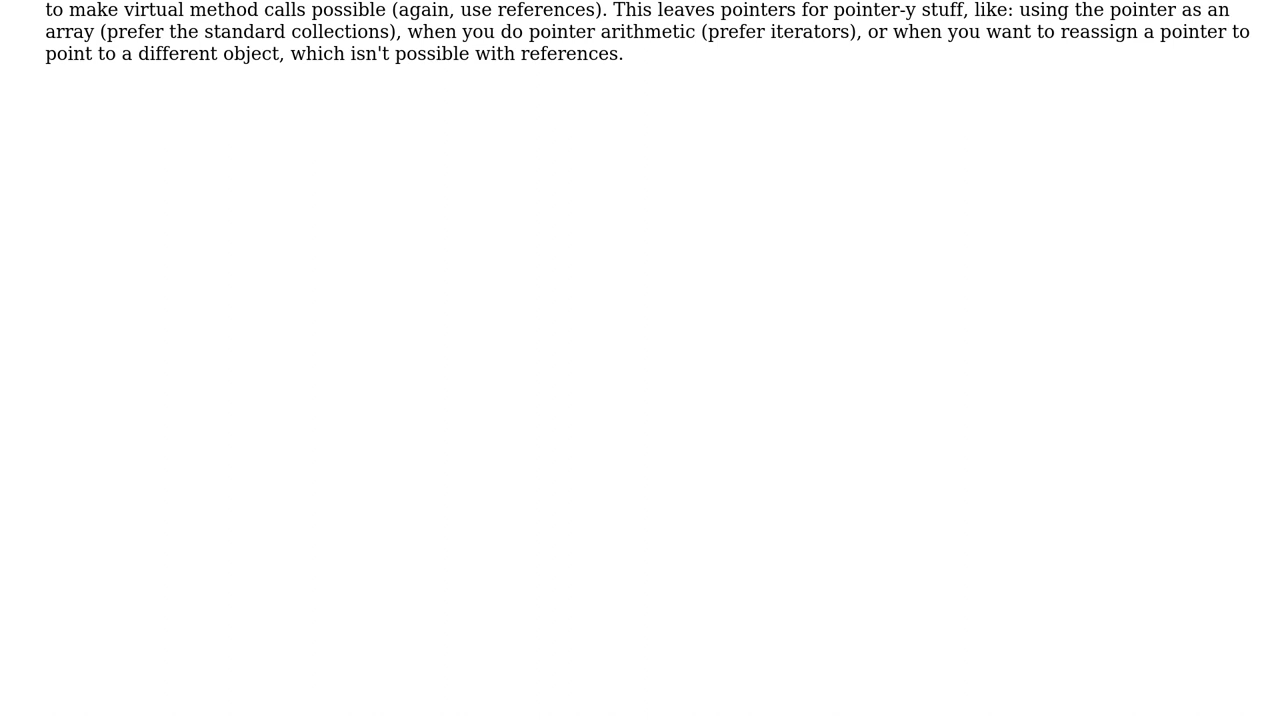 to make virtual method calls possible (again, use references). This leaves pointers for pointer-y stuff, like: using the pointer as an
array (prefer the standard collections), when you do pointer arithmetic (prefer iterators), or when you want to reassign a pointer to
point to a different object, which isn't possible with references.